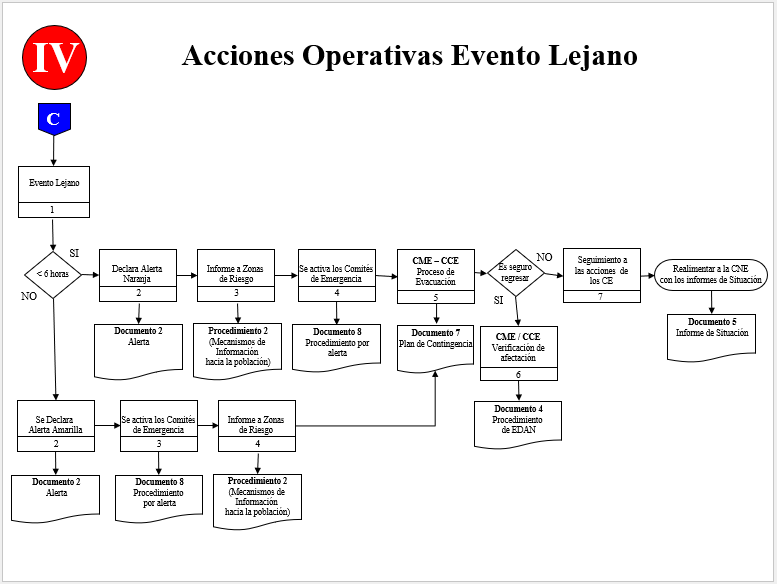 IV
Acciones Operativas Evento Lejano
C
Evento Lejano
1
< 6 horas
SI
NO
Declara Alerta
Naranja
2
Informe a Zonas
de Riesgo
3
Se activa los Comités
de Emergencia
4
CME – CCE
Proceso de
Evacuación
5
Es seguro
regresar
NO
SI
Seguimiento a
las acciones de
los CE
7
Realimentar a la CNE
con los informes de Situación
Documento 2
Alerta
Procedimiento 2
(Mecanismos de
Información
hacia la población)
Documento 8
Procedimiento por
alerta
Documento 7
Plan de Contingencia
CME / CCE
Verificación de
afectación
6
Documento 5
Informe de Situación
Documento 4
Procedimiento
de EDAN
Se Declara
Alerta Amarilla
2
Se activa los Comités
de Emergencia
3
Informe a Zonas
de Riesgo
4
Documento 2
Alerta
Documento 8
Procedimiento
por alerta
Procedimiento 2
(Mecanismos de
Información
hacia la población)